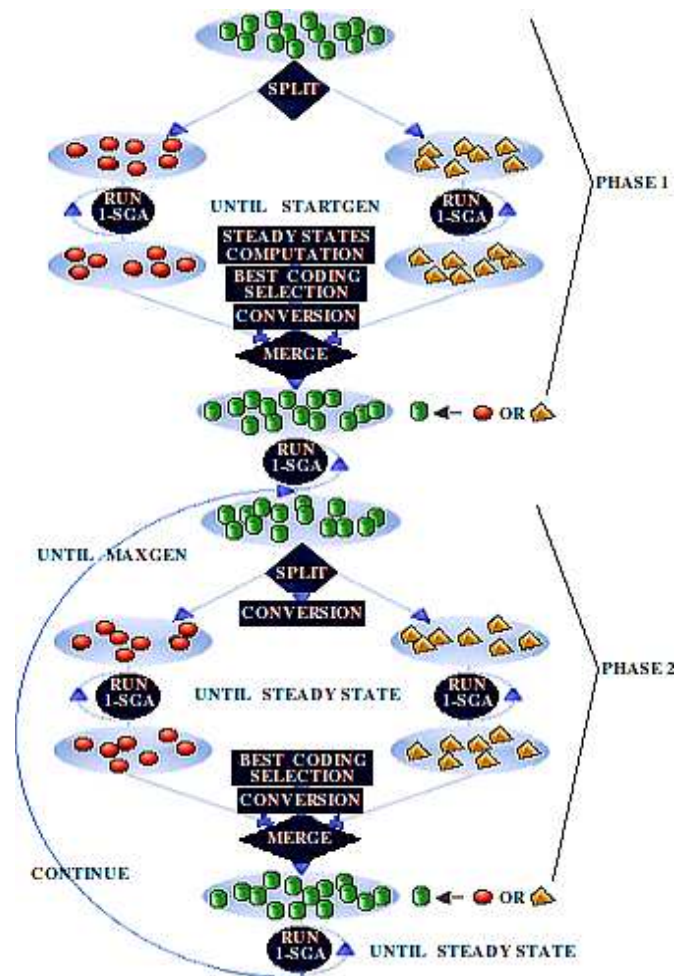 SPLIT
PHASE 1
RUN
1-SGA
UNTIL STARTGEN
RUN
1-SGA
STEADY STATES
COMPUTATION
BEST CODING
SELECTION
CONVERSION
MERGE
OR
RUN
1-SGA
UNTIL MAXGEN
SPLIT
CONVERSION
PHASE 2
RUN
1-SGA
UNTIL STEADY STATE
RUN
1-SGA
BEST CODING
SELECTION
CONVERSION
MERGE
CONTINUE
OR
RUN
1-SGA
UNTIL STEADY STATE